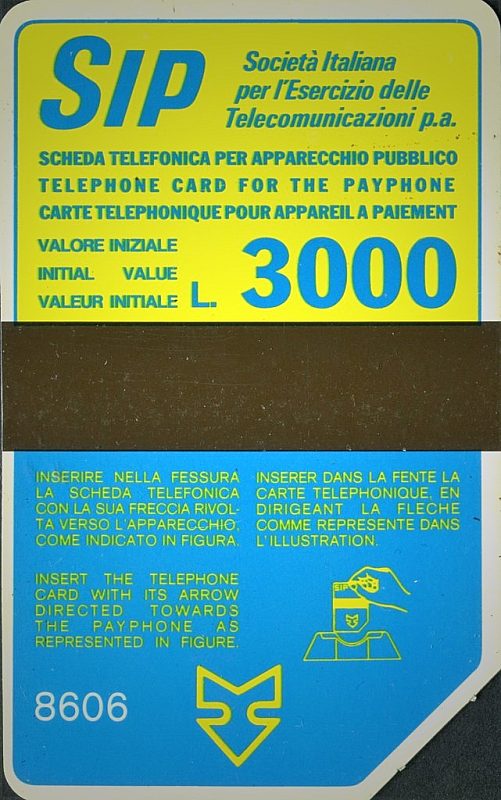 SIP
Società Italiana
per l'Esercizio delle
Telecomunicazioni p.a.
SCHEDA TELEFONICA PER APPARECCHIO PUBBLICO
TELEPHONE CARD FOR THE PAYPHONE
CARTE TELEPHONIQUE POUR APPAREIL A PAIEMENT
VALORE INIZIALE
INITIAL VALUE
VALEUR INITIALE L. 3000
INSERIRE NELLA FESSURA
LA SCHEDA TELEFONICA
CON LA SUA FRECCIA RIVOL-
TA VERSO L'APPARECCHIO,
COME INDICATO IN FIGURA.
INSERER DANS LA FENTE LA
CARTE TELEPHONIQUE, EN
DIRIGEANT LA FLECHE
COMME REPRESENTE DANS
L'ILLUSTRATION.
INSERT THE TELEPHONE
CARD WITH ITS ARROW
DIRECTED TOWARDS
THE PAYPHONE AS
REPRESENTED IN FIGURE.
SIP
8606